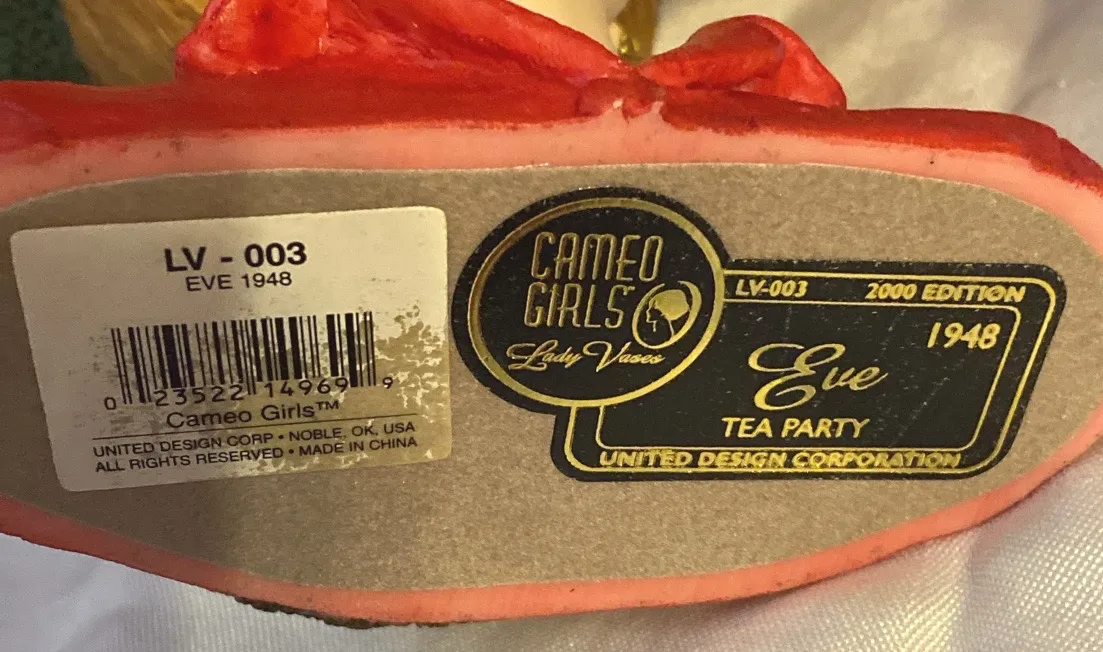 LV - 003
EVE 1948
0 23522 14969 9
Cameo Girls™
UNITED DESIGN CORP • NOBLE, OK, USA
ALL RIGHTS RESERVED • MADE IN CHINA
CAMEO
GIRLS™
Lady Vases
LV-003 2000 EDITION
1948
Eve
TEA PARTY
UNITED DESIGN CORPORATION